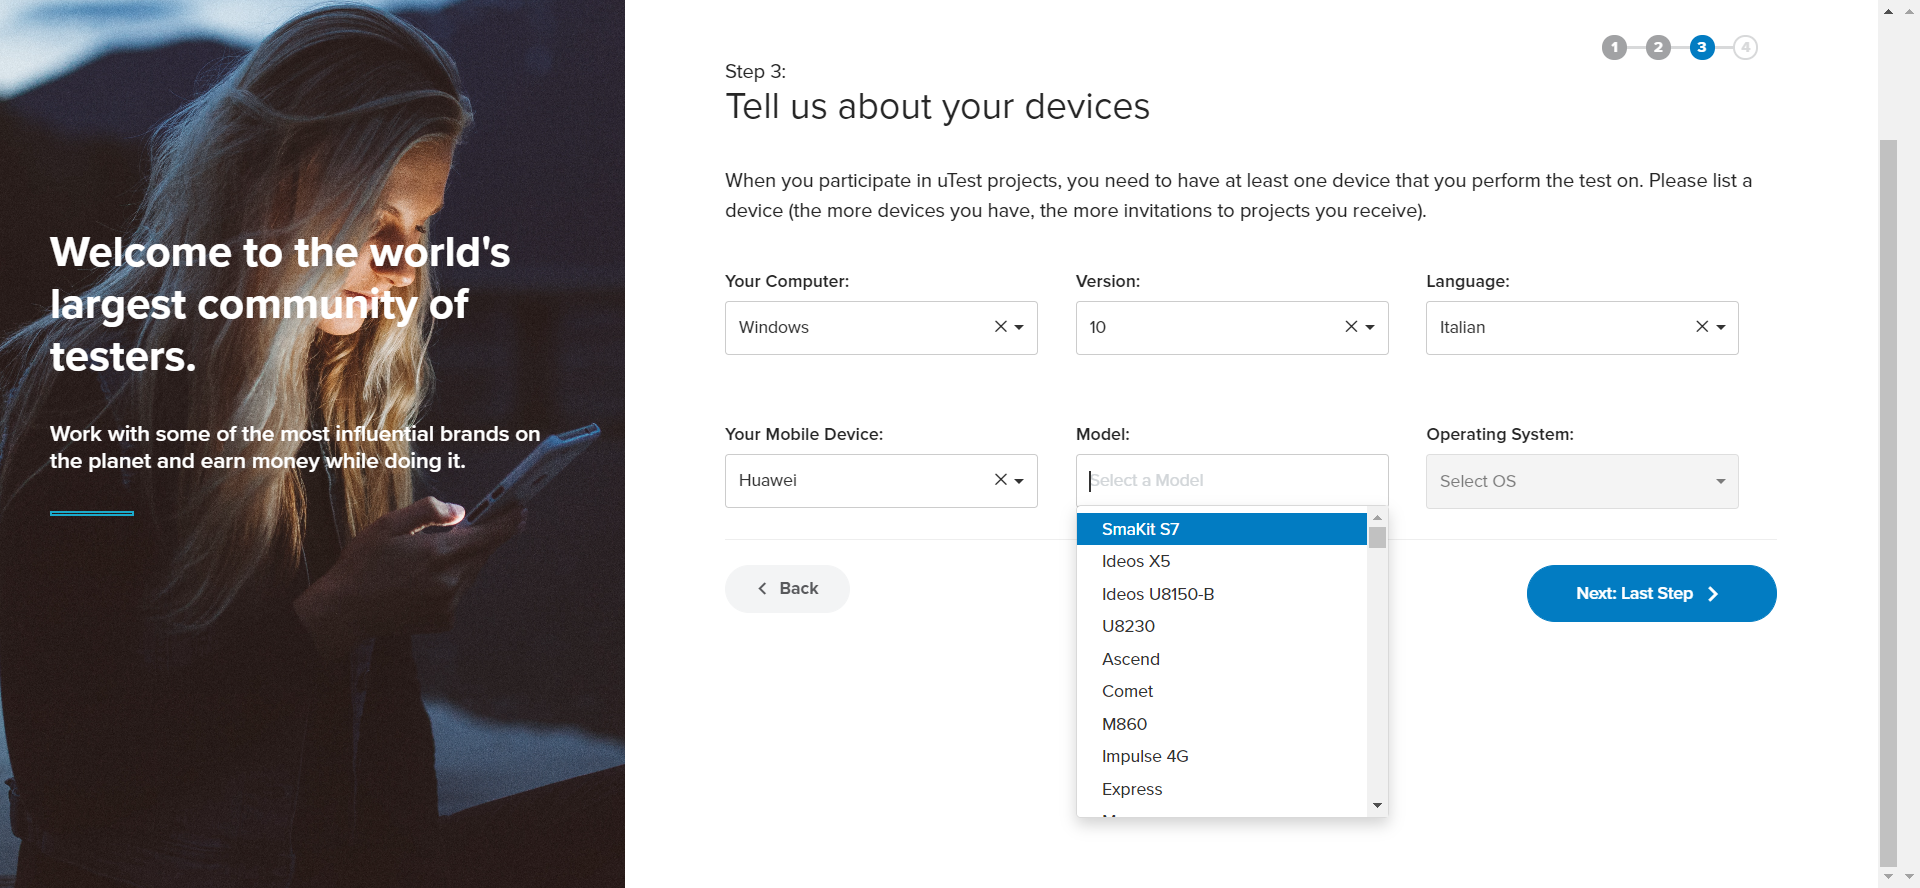 Welcome to the world's
largest community of
testers.
Work with some of the most influential brands on
the planet and earn money while doing it.
1 2 3 4
Step 3:
Tell us about your devices
When you participate in uTest projects, you need to have at least one device that you perform the test on. Please list a
device (the more devices you have, the more invitations to projects you receive).
Your Computer: Version: Language:
Windows 10 Italian
Your Mobile Device: Model: Operating System:
Huawei Select a Model Select OS
SmaKit S7
Ideos X5
Ideos U8150-B
U8230
Ascend
Comet
M860
Impulse 4G
Express
Back
Next: Last Step